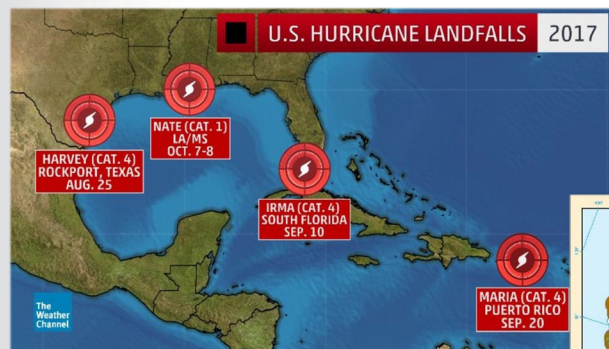 U.S. HURRICANE LANDFALLS 2017
NATE (CAT. 1)
LA/MS
OCT. 7-8
HARVEY (CAT. 4)
ROCKPORT, TEXAS
AUG. 25
IRMA (CAT. 4)
SOUTH FLORIDA
SEP. 10
MARIA (CAT. 4)
PUERTO RICO
SEP. 20
The
Weather
Channel